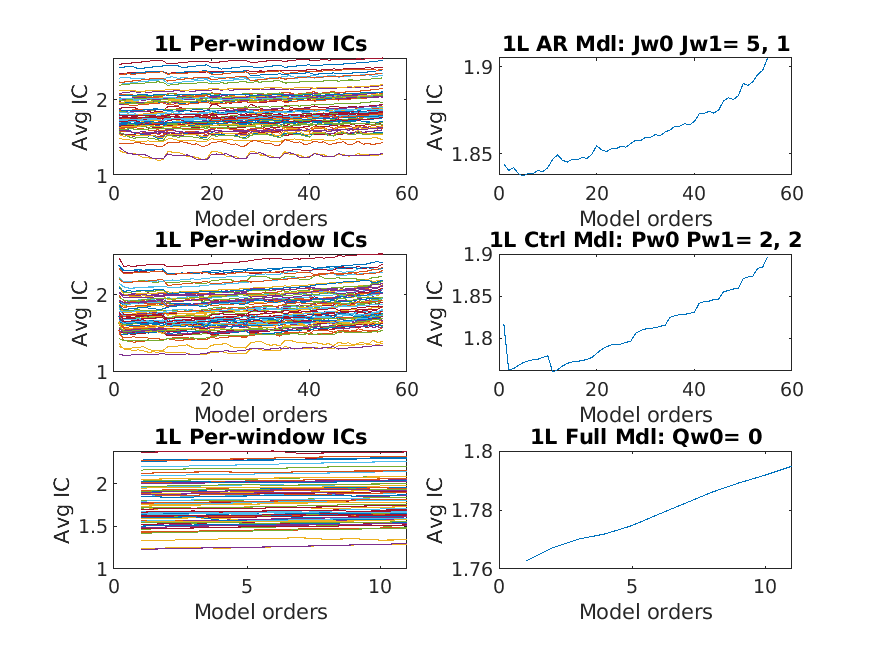 1L Per-window ICs
Avg IC
2
1
0
20
40
60
Model orders
1L AR Mdl: Jw0 Jw1= 5, 1
Avg IC
1.9
1.85
0
20
40
60
Model orders
1L Per-window ICs
Avg IC
2
1
0
20
40
60
Model orders
1L Ctrl Mdl: Pw0 Pw1= 2, 2
Avg IC
1.9
1.85
1.8
0
20
40
60
Model orders
1L Per-window ICs
Avg IC
2
1.5
1
0
5
10
Model orders
1L Full Mdl: Qw0= 0
Avg IC
1.8
1.78
1.76
0
5
10
Model orders